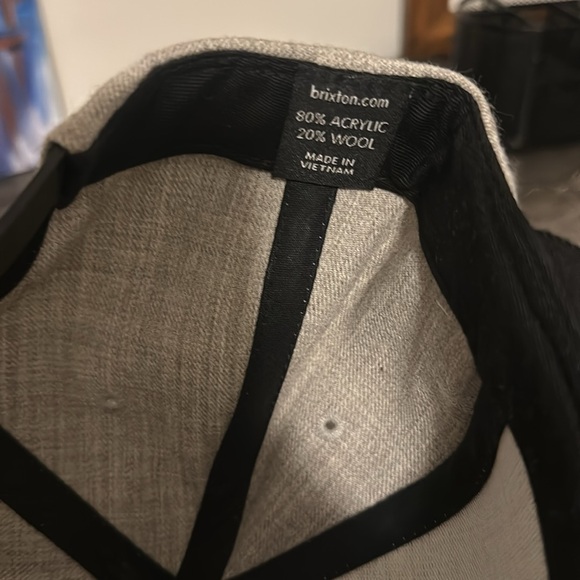 brixton.com
80% ACRYLIC
20% WOOL
MADE IN
VIETNAM